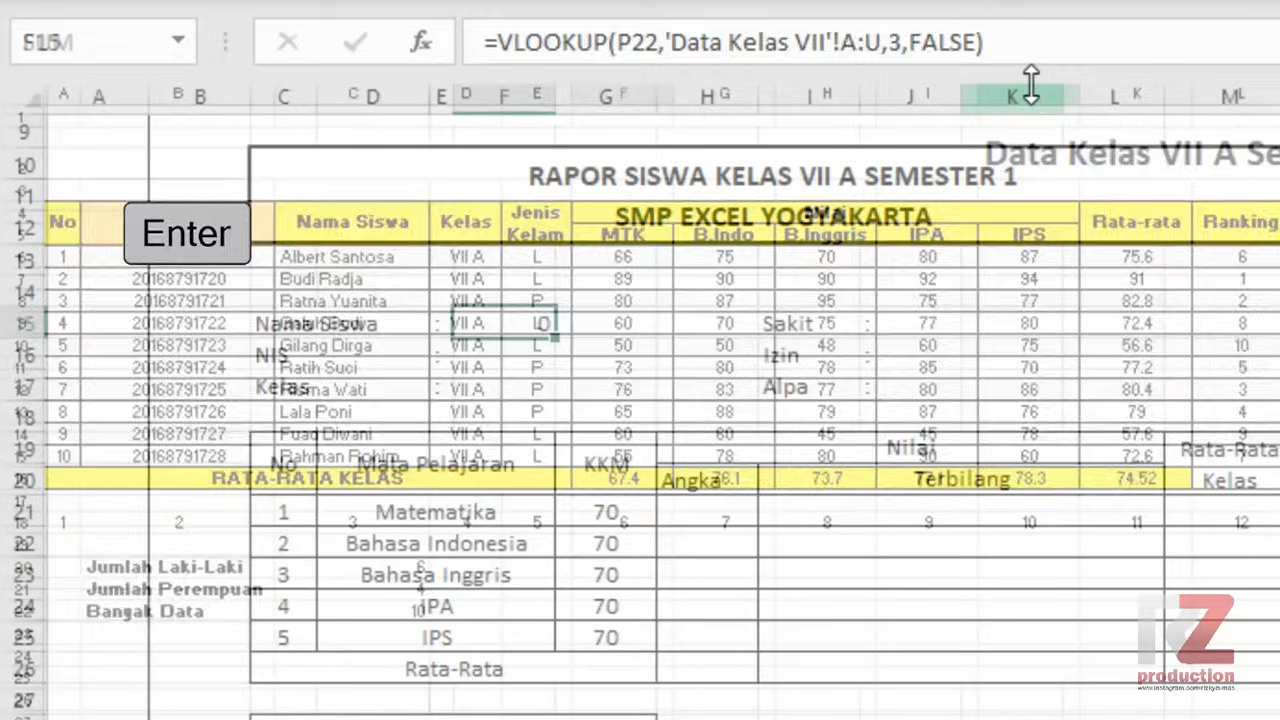 =VLOOKUP(P22,'Data Kelas VII'!A:U,3,FALSE)
A B C D E F G H I J K L M
A B C D E F G H I K L
Data Kelas VII A Se
RAPOR SISWA KELAS VII A SEMESTER 1
SMP EXCEL YOGYAKARTA
Enter
No Nama Siswa Kelas Jenis Kelam MTK B.Indo B.Inggris IPA IPS Rata-rata Ranking
1 Albert Santosa VII A L 66 75 70 80 87 75.6 6
2 20168791720 Budi Radja VII A L 89 90 90 92 94 91 1
3 20168791721 Ratna Yuanita VII A P 80 87 95 75 77 82.8 2
4 20168791722 VII A 60 70 75 77 80 72.4 8
5 20168791723 Gilang Dirga VII A L 50 50 48 60 75 56.6 10
6 20168791724 Ratih Suci VII A P 73 80 78 85 70 77.2 5
7 20168791725 Wati VII A P 76 83 77 80 86 80.4 3
8 20168791726 Lala Poni VII A P 65 88 79 87 76 79 4
9 20168791727 Fuad Diwani VII A L 60 60 45 45 78 57.6 9
10 20168791728 Rahman VII A L 78 80 60 72.6
RATA-RATA KELAS 67.4 73.7 78.3 74.52
1 2 3 4 5 6 7 8 9 10 11 12
Jumlah Laki-Laki 6
Jumlah Perempuan 4
Bangak Data 10
Nama Siswa : 0
NIS :
Kelas :
Sakit :
Izin :
Alpa :
No Mata Pelajaran KKM Nilai Rata-Rata
Angka Terbilang Kelas
1 Matematika 70
2 Bahasa Indonesia 70
3 Bahasa Inggris 70
4 IPA 70
5 IPS 70
Rata-Rata
RZ
production